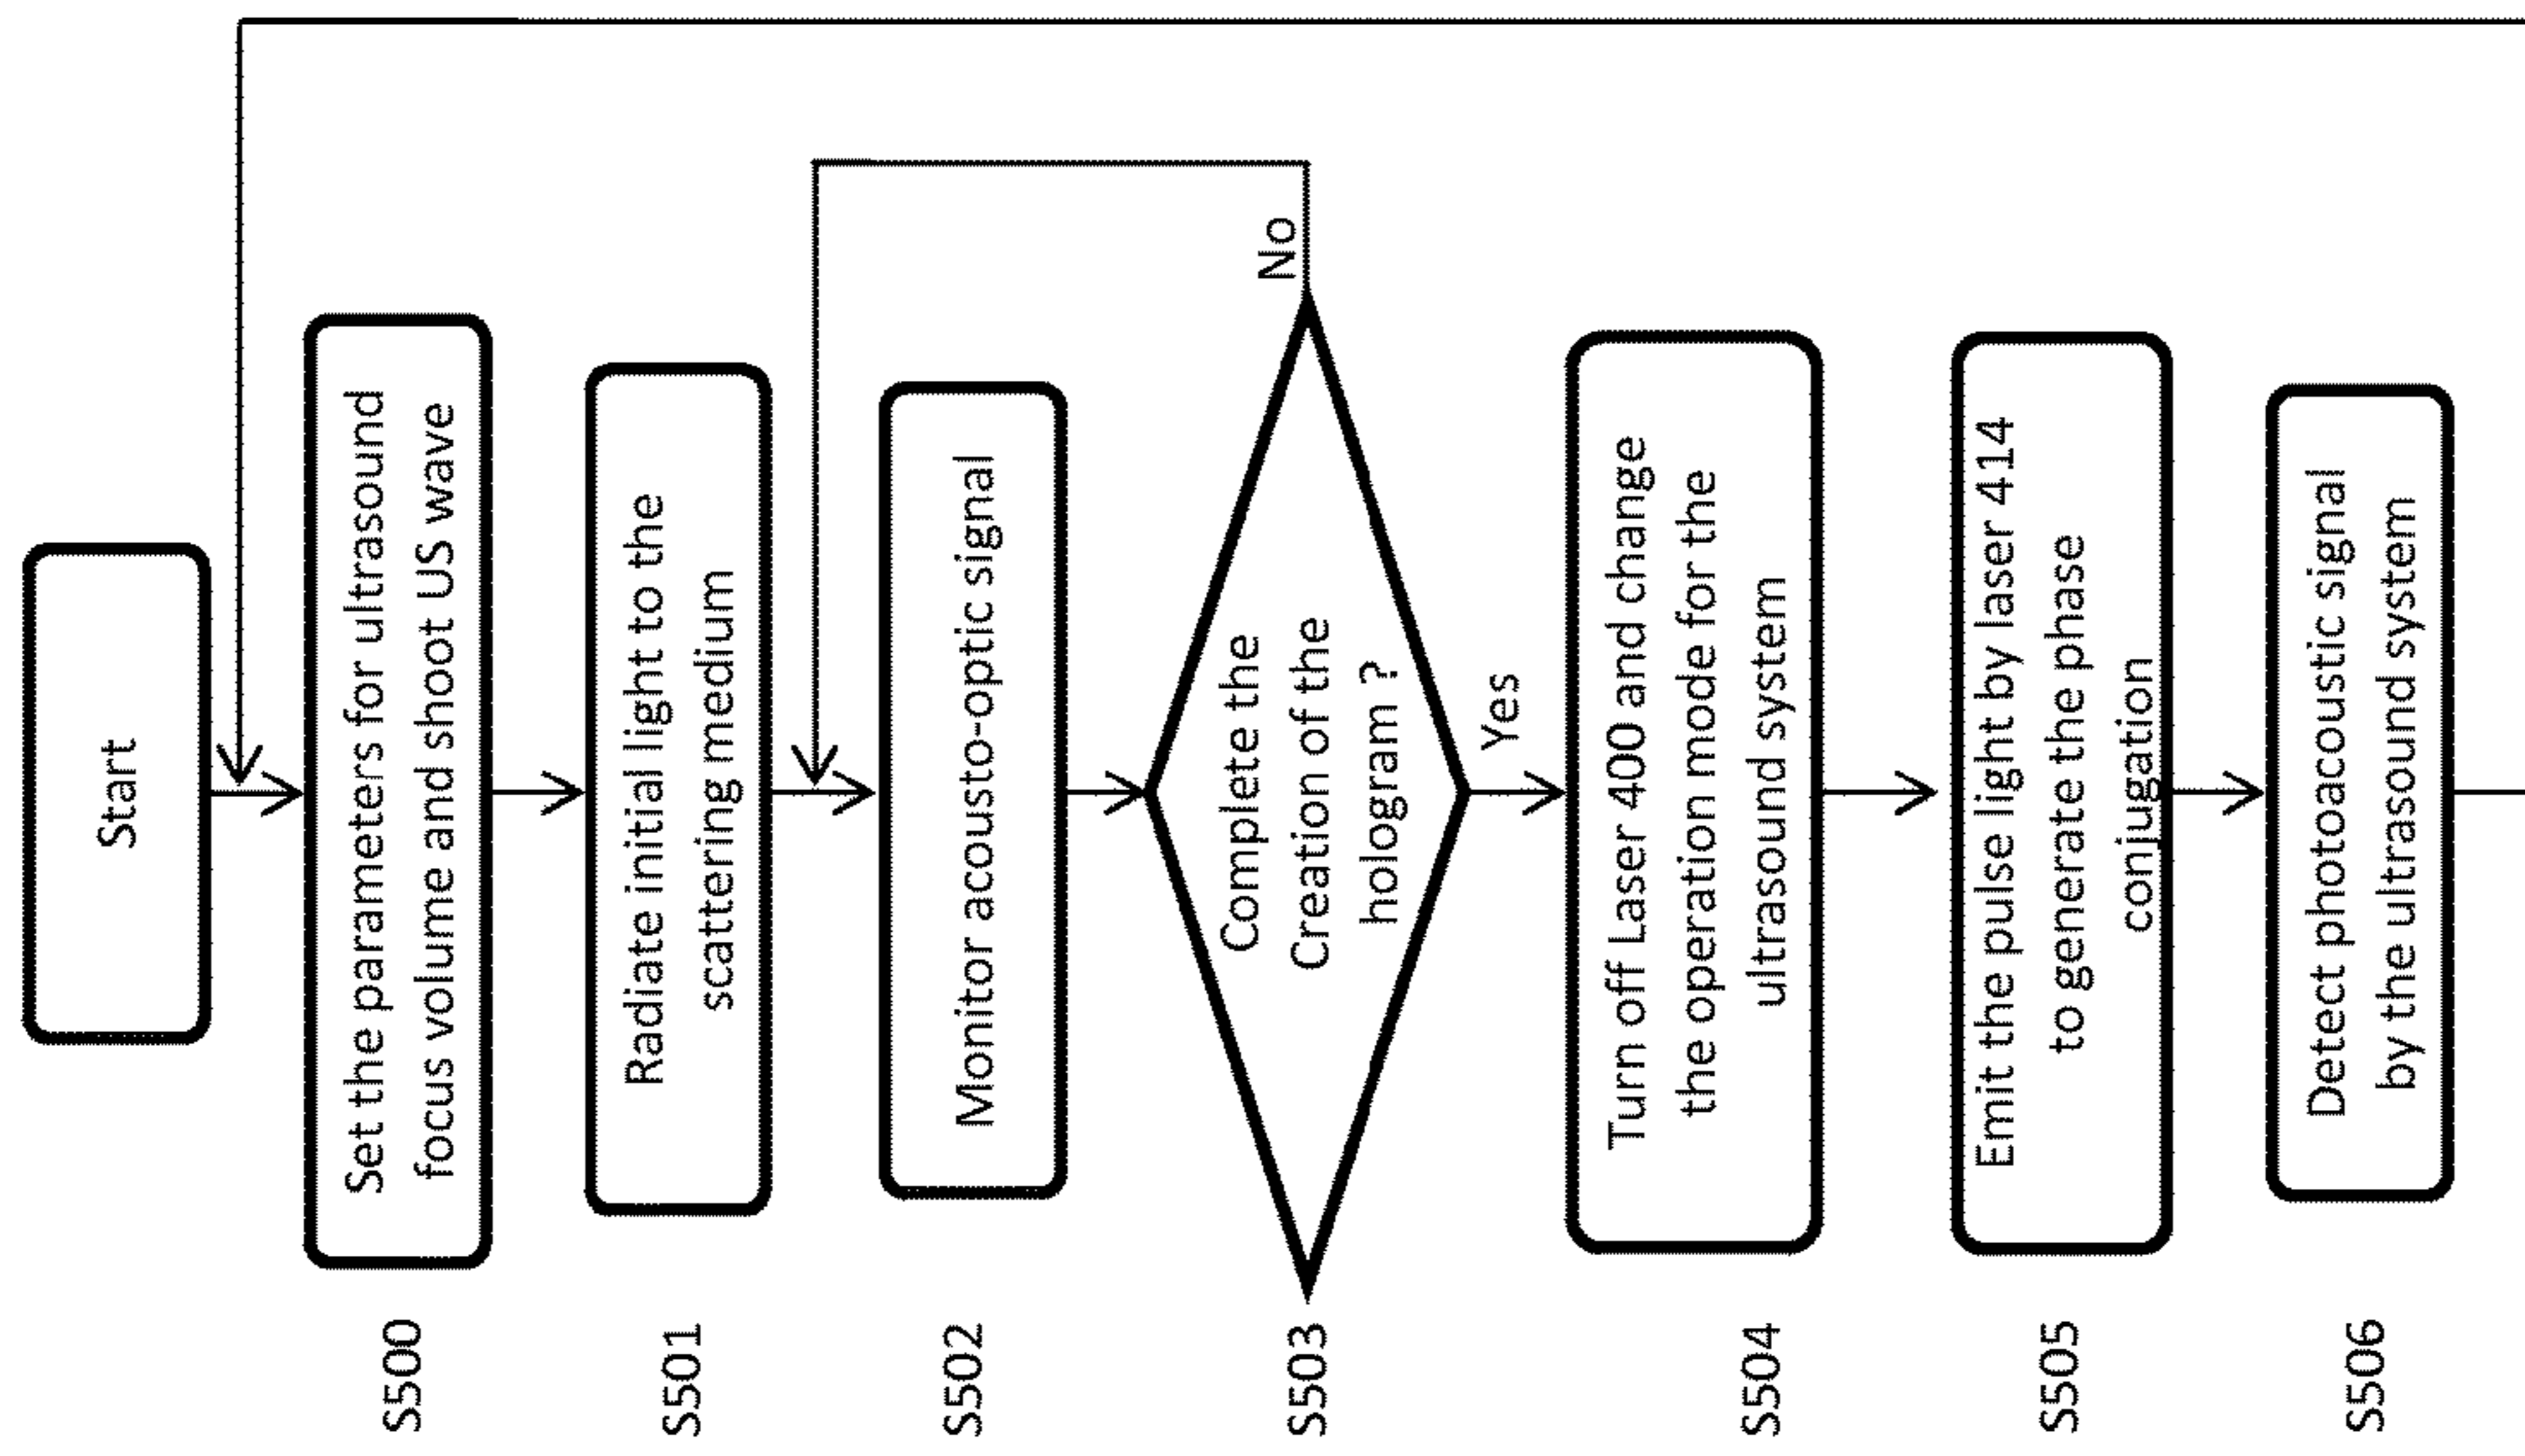 Start
S500
Set the parameters for ultrasound
focus volume and shoot US wave
S501
Radiate initial light to the
scattering medium
S502
Monitor acousto-optic signal
S503
Complete the
Creation of the
hologram ?
No
Yes
S504
Turn off Laser 400 and change
the operation mode for the
ultrasound system
S505
Emit the pulse light by laser 414
to generate the phase
conjugation
S506
Detect photoacoustic signal
by the ultrasound system